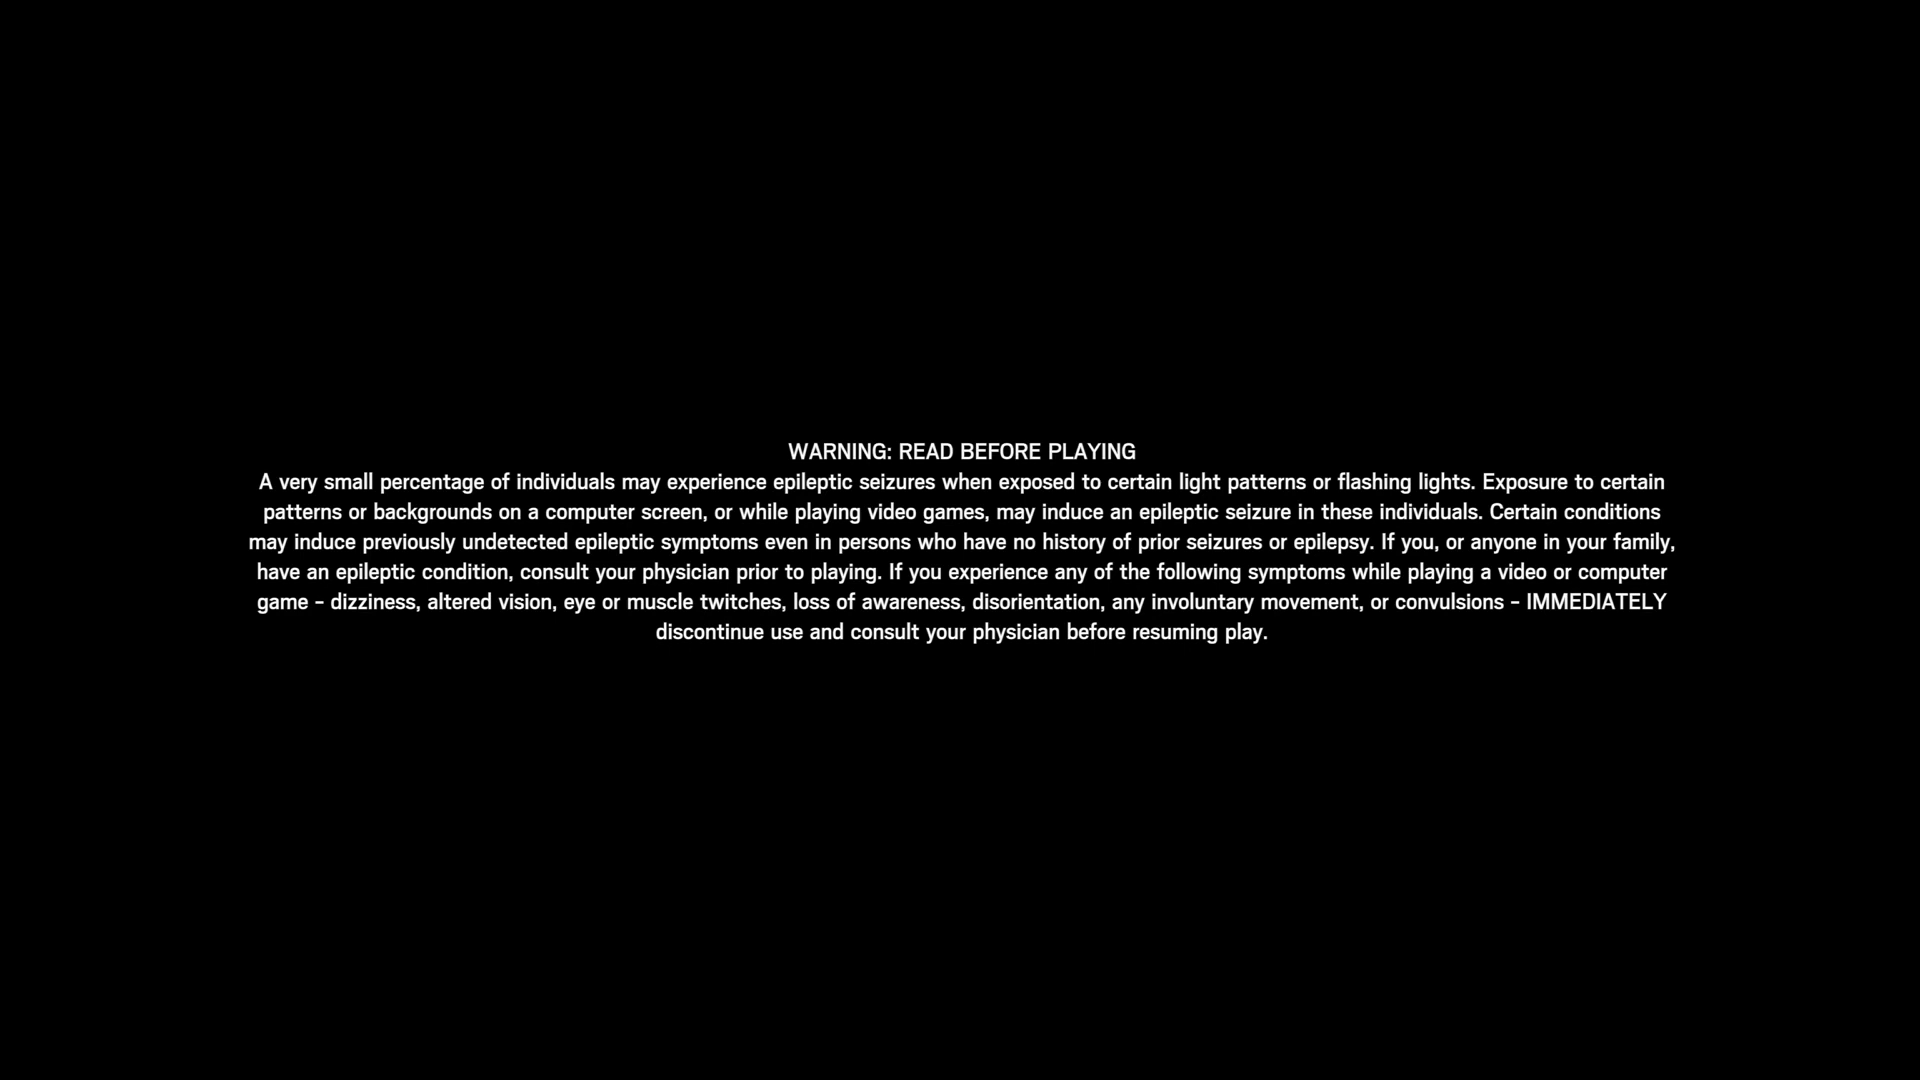 WARNING: READ BEFORE PLAYING
A very small percentage of individuals may experience epileptic seizures when exposed to certain light patterns or flashing lights. Exposure to certain
patterns or backgrounds on a computer screen, or while playing video games, may induce an epileptic seizure in these individuals. Certain conditions
may induce previously undetected epileptic symptoms even in persons who have no history of prior seizures or epilepsy. If you, or anyone in your family,
have an epileptic condition, consult your physician prior to playing. If you experience any of the following symptoms while playing a video or computer
game - dizziness, altered vision, eye or muscle twitches, loss of awareness, disorientation, any involuntary movement, or convulsions - IMMEDIATELY
discontinue use and consult your physician before resuming play.